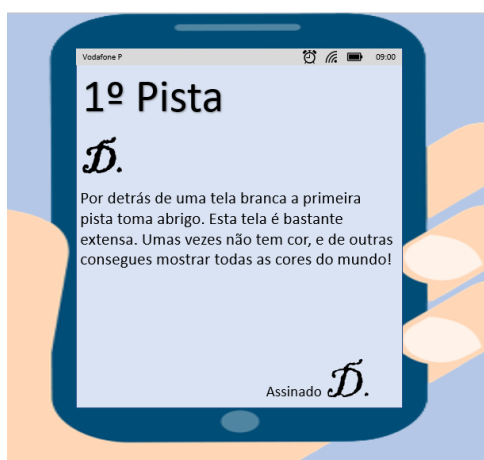 Vodafone P 09:00
1º Pista
D.
Por detrás de uma tela branca a primeira
pista toma abrigo. Esta tela é bastante
extensa. Umas vezes não tem cor, e de outras
consegues mostrar todas as cores do mundo!
Assinado D.